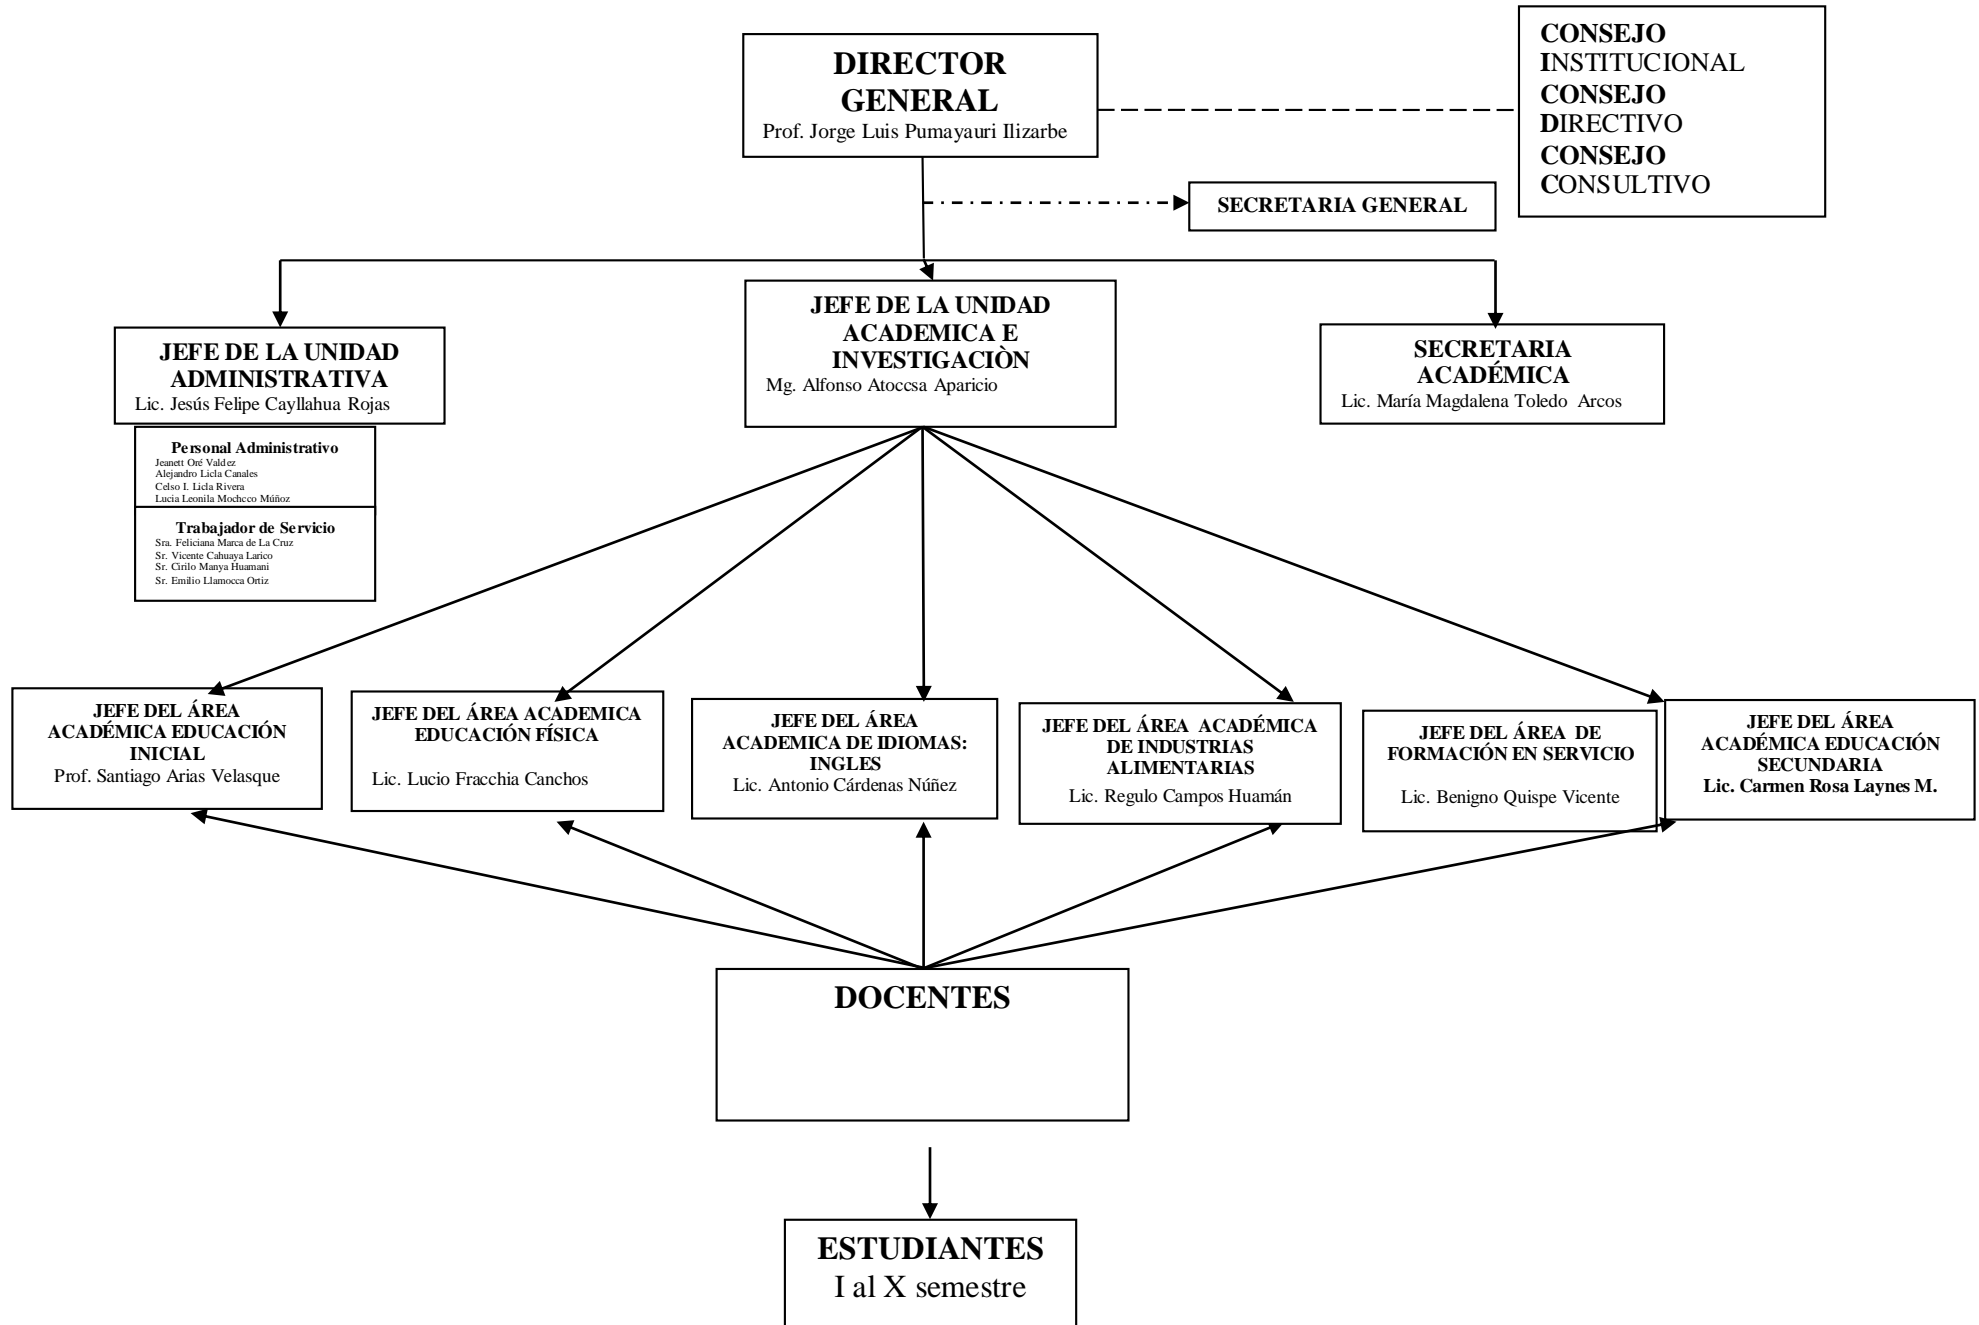 DIRECTOR
GENERAL
Prof. Jorge Luis Pumayauri Ilizarbe
CONSEJO
INSTITUCIONAL
CONSEJO
DIRECTIVO
CONSEJO
CONSULTIVO
SECRETARIA GENERAL
JEFE DE LA UNIDAD
ADMINISTRATIVA
Lic. Jesús Felipe Cayllahua Rojas
JEFE DE LA UNIDAD
ACADEMICA E
INVESTIGACIÒN
Mg. Alfonso Atoccsa Aparicio
SECRETARIA
ACADÉMICA
Lic. María Magdalena Toledo Arcos
Personal Administrativo
Jeanett Oré Valdez
Alejandro Licla Canales
Celso I. Licla Rivera
Lucia Leonila Mochcco Múñoz
Trabajador de Servicio
Sra. Feliciana Marca de La Cruz
Sr. Vicente Cahuaya Larico
Sr. Cirilo Manya Huamani
Sr. Emilio Llamocca Ortiz
JEFE DEL ÁREA
ACADÉMICA EDUCACIÓN
INICIAL
Prof. Santiago Arias Velasque
JEFE DEL ÁREA ACADEMICA
EDUCACIÓN FÍSICA
Lic. Lucio Fracchia Canchos
JEFE DEL ÁREA
ACADEMICA DE IDIOMAS:
INGLES
Lic. Antonio Cárdenas Núñez
JEFE DEL ÁREA ACADÉMICA
DE INDUSTRIAS
ALIMENTARIAS
Lic. Regulo Campos Huamán
JEFE DEL ÁREA DE
FORMACIÓN EN SERVICIO
Lic. Benigno Quispe Vicente
JEFE DEL ÁREA
ACADÉMICA EDUCACIÓN
SECUNDARIA
Lic. Carmen Rosa Laynes M.
DOCENTES
ESTUDIANTES
I al X semestre